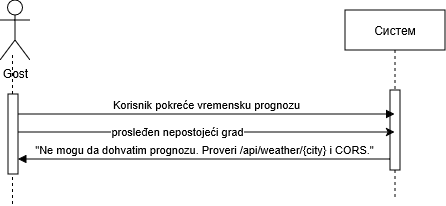 Систем
Gost
Korisnik pokreće vremensku prognozu
prosleđen nepostojeći grad
"Ne mogu da dohvatim prognozu. Proveri /api/weather/{city} i CORS."